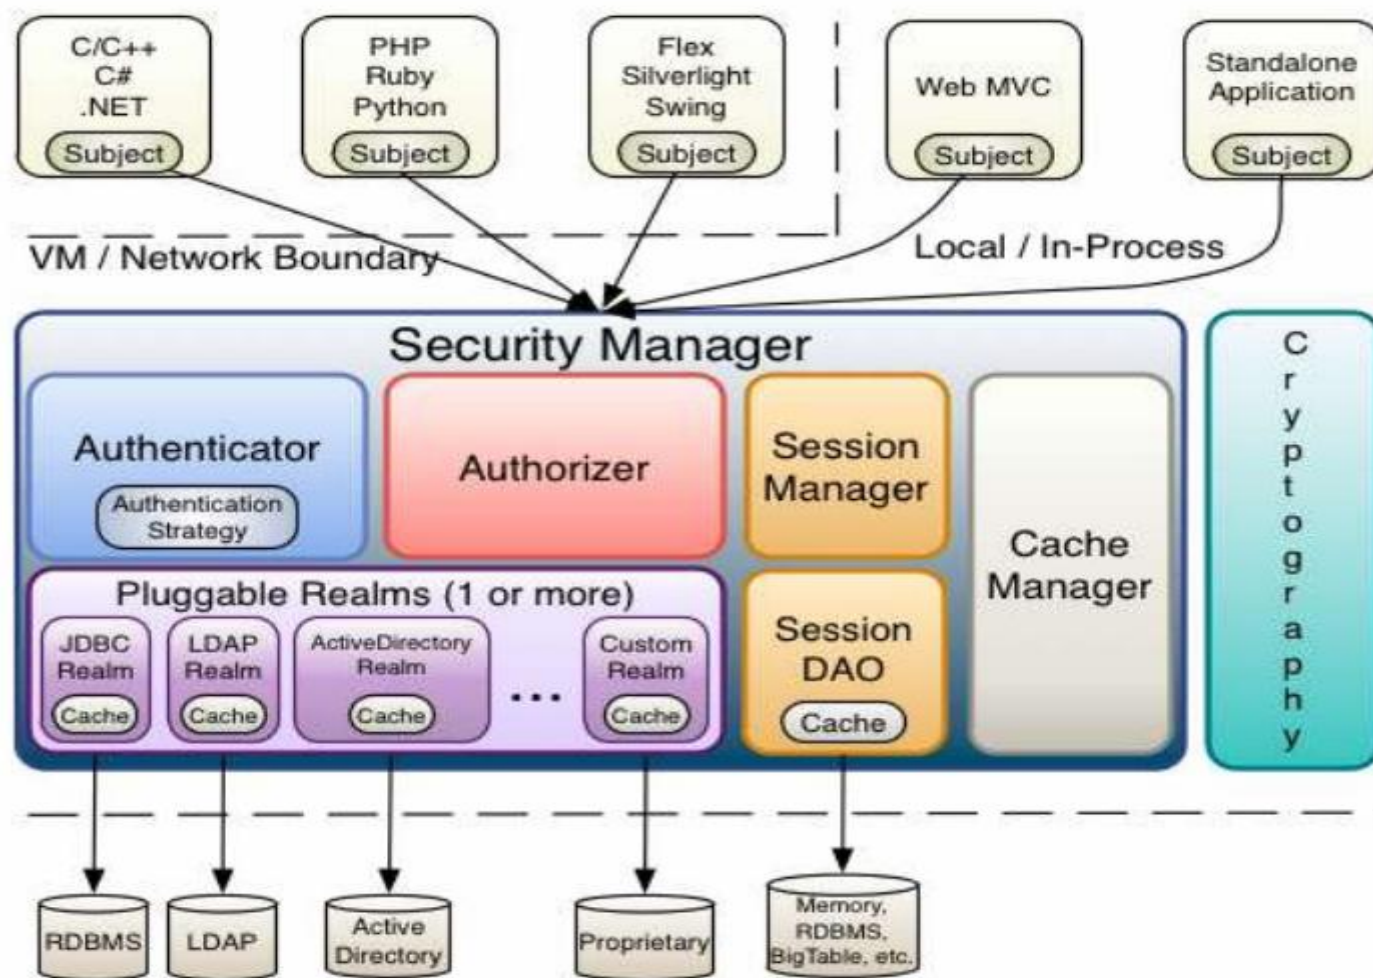 C/C++
C#
.NET
Subject
PHP
Ruby
Python
Subject
Flex
Silverlight
Swing
Subject
Web MVC
Subject
Standalone
Application
Subject
VM / Network Boundary
Local / In-Process
Security Manager
Authenticator
Authentication
Strategy
Authorizer
Session
Manager
Cache
Manager
Cryptography
Pluggable Realms (1 or more)
JDBC
Realm
Cache
LDAP
Realm
Cache
ActiveDirectory
Realm
Cache
...
Custom
Realm
Cache
Session
DAO
Cache
RDBMS
LDAP
Active
Directory
Proprietary
Memory,
RDBMS,
BigTable, etc.